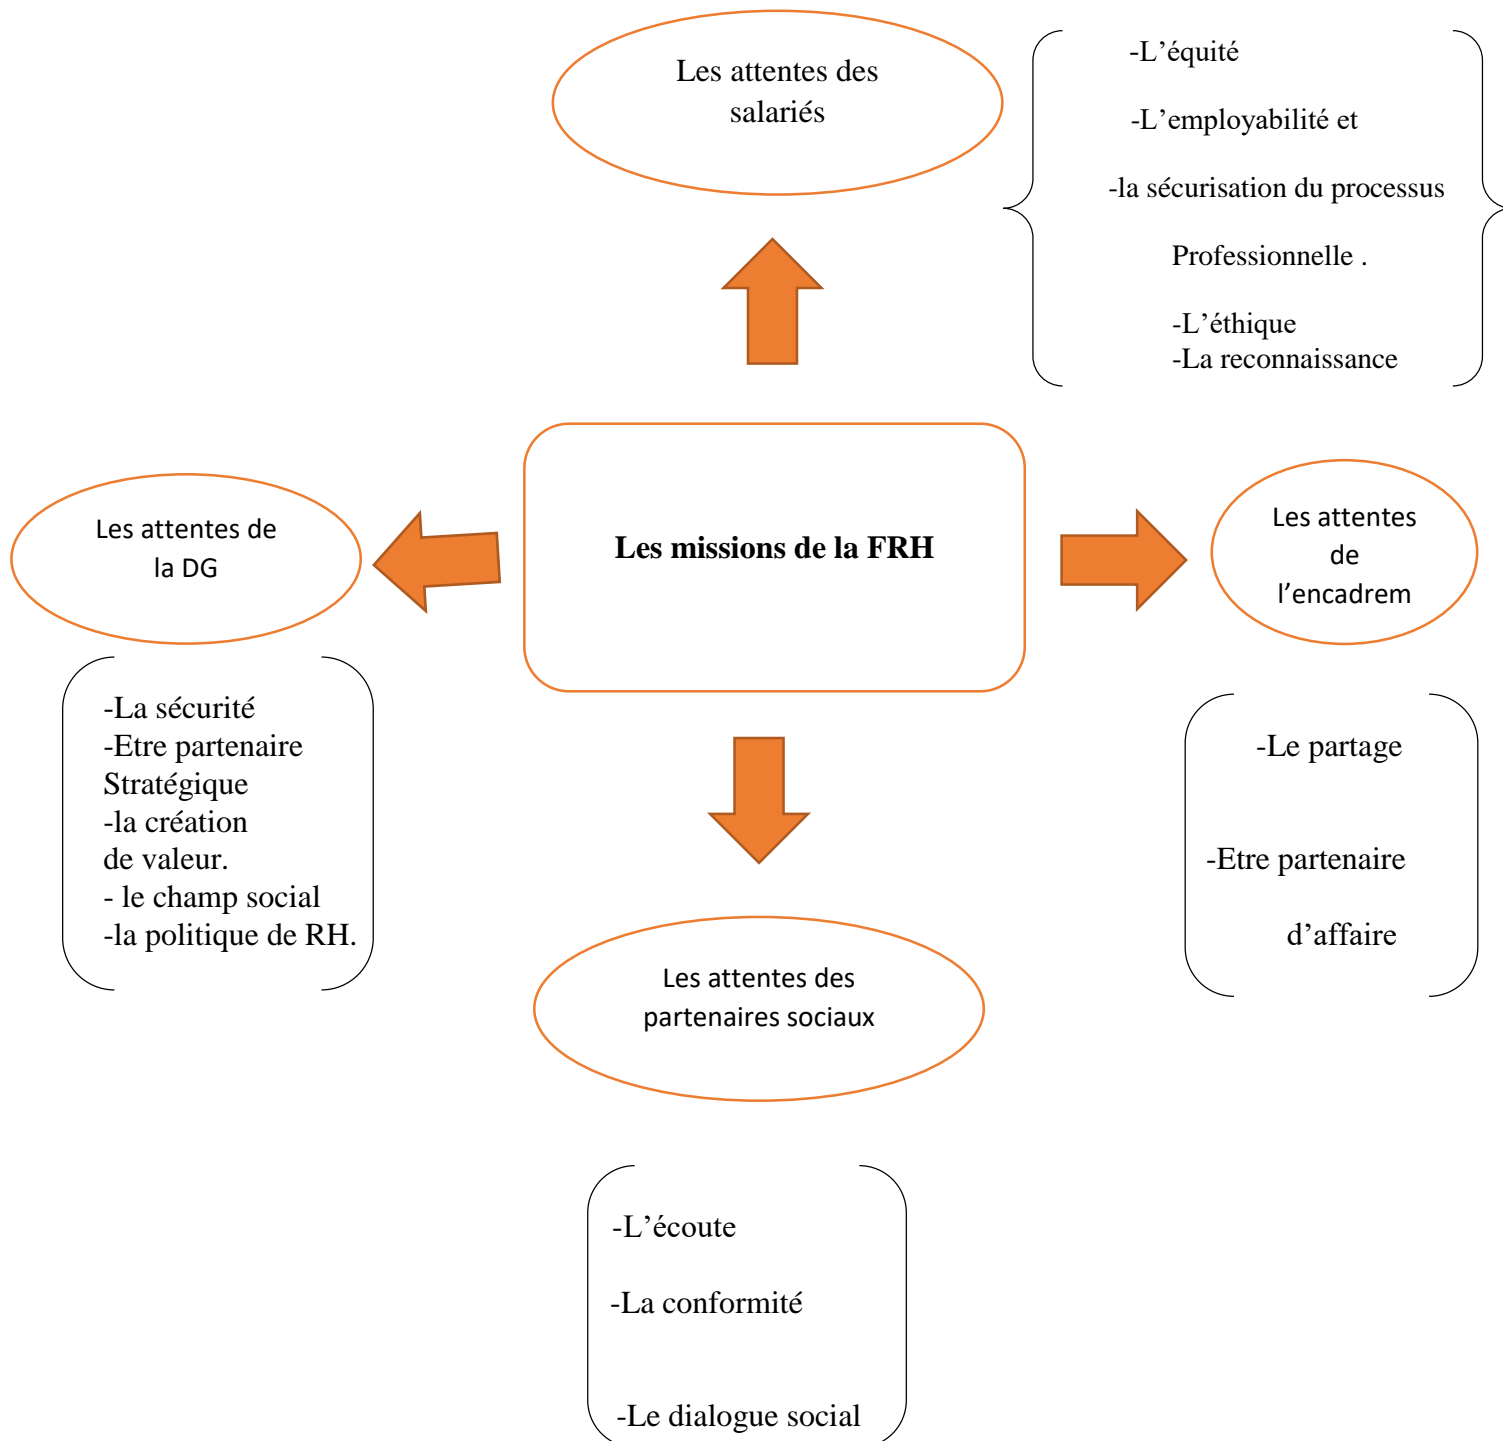 Les attentes des
salariés
-L’équité
-L’employabilité et
-la sécurisation du processus
Professionnelle .
-L’éthique
-La reconnaissance
Les missions de la FRH
Les attentes de
la DG
-La sécurité
-Etre partenaire
Stratégique
-la création
de valeur.
- le champ social
-la politique de RH.
Les attentes
de
l’encadrem
-Le partage
-Etre partenaire
d’affaire
Les attentes des
partenaires sociaux
-L’écoute
-La conformité
-Le dialogue social